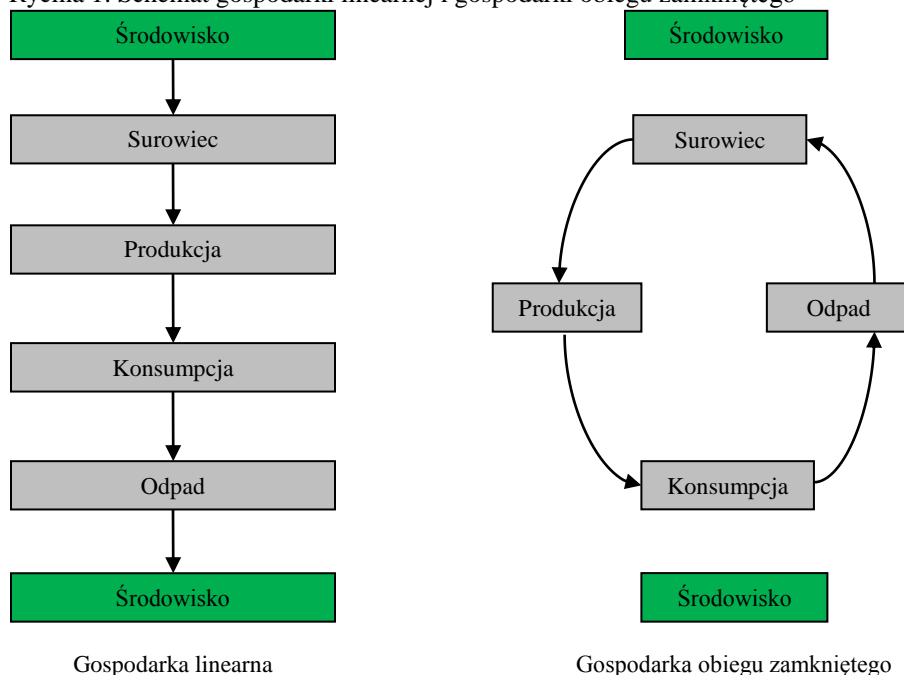 Rycina 1. Schemat gospodarki linearnej i gospodarki obiegu zamkniętego
Środowisko
Surowiec
Produkcja
Konsumpcja
Odpad
Środowisko
Gospodarka linearna
Środowisko
Surowiec
Produkcja
Odpad
Konsumpcja
Środowisko
Gospodarka obiegu zamkniętego